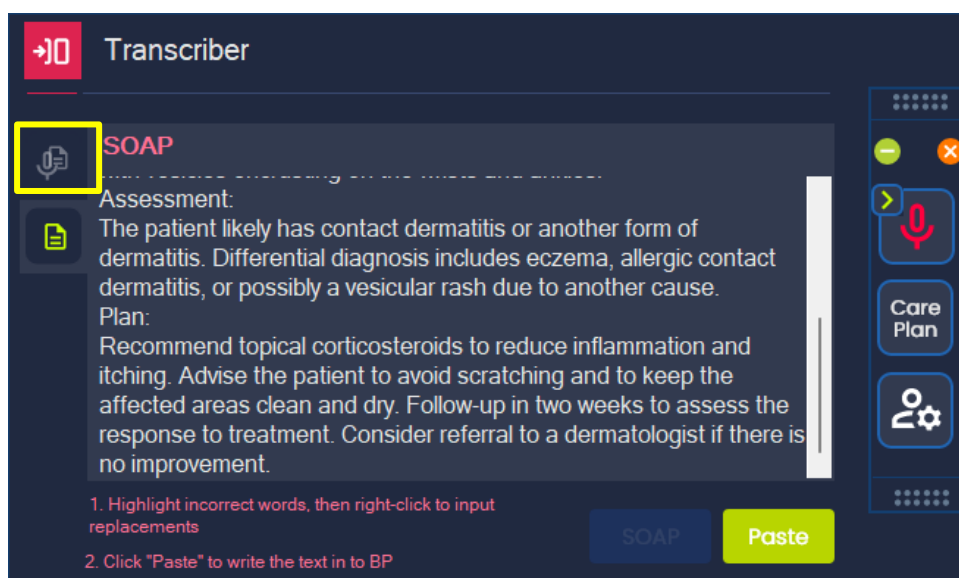 Transcriber
SOAP
Assessment:
The patient likely has contact dermatitis or another form of
dermatitis. Differential diagnosis includes eczema, allergic contact
dermatitis, or possibly a vesicular rash due to another cause.
Plan:
Recommend topical corticosteroids to reduce inflammation and
itching. Advise the patient to avoid scratching and to keep the
affected areas clean and dry. Follow-up in two weeks to assess the
response to treatment. Consider referral to a dermatologist if there is
no improvement.
1. Highlight incorrect words, then right-click to input
replacements
2. Click "Paste" to write the text in to BP
SOAP
Paste
Care
Plan